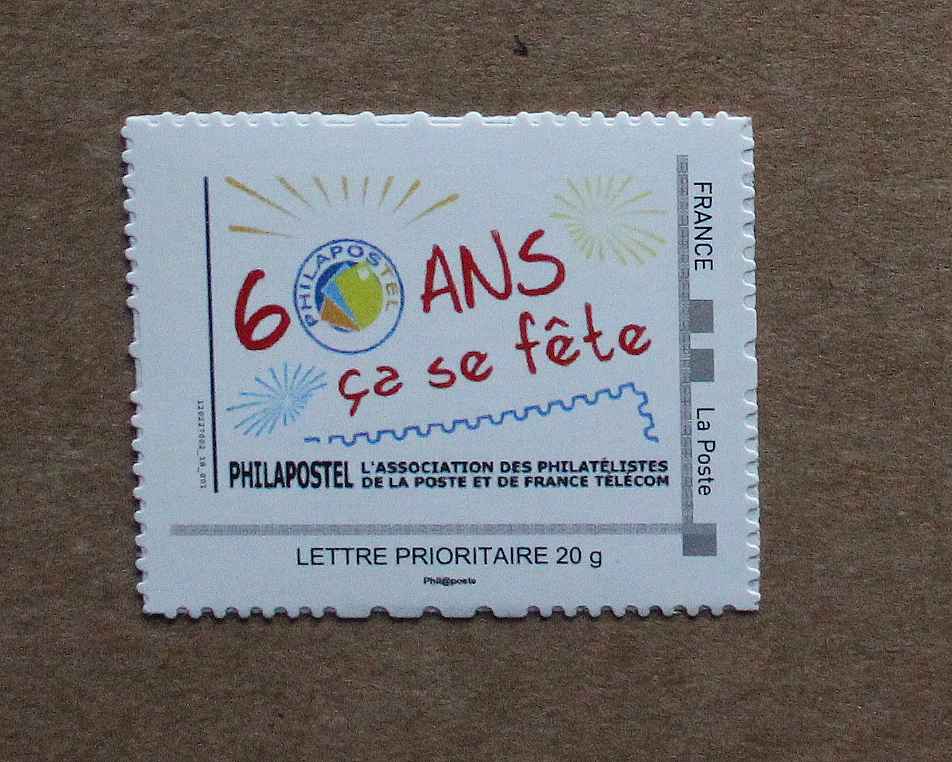 6 ANS
PHILAPOSTEL
ça se fête
PHILAPOSTEL L'ASSOCIATION DES PHILATÉLISTES
DE LA POSTE ET DE FRANCE TÉLÉCOM
FRANCE
La Poste
LETTRE PRIORITAIRE 20 g
Phil@poste